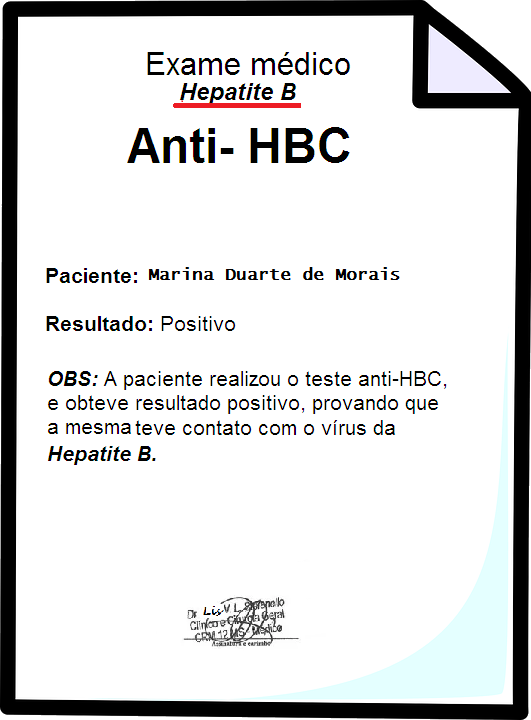 Exame médico
Hepatite B
Anti- HBC
Paciente: Marina Duarte de Morais
Resultado: Positivo
OBS: A paciente realizou o teste anti-HBC,
e obteve resultado positivo, provando que
a mesma teve contato com o vírus da
Hepatite B.
Dr. Lis V. L.
Clínico e Cirurgia Geral
CRM 12 MS Médico
Assinatura e carimbo